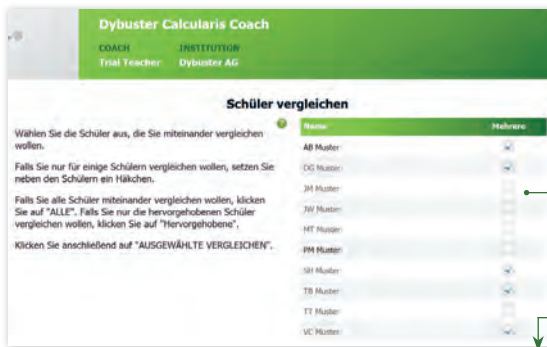 Dybuster Calcularis Coach
COACH INSTITUTION
Trial Teacher Dybuster AG
Schüler vergleichen
Wählen Sie die Schüler aus, die Sie miteinander vergleichen
wollen.
Falls Sie nur für einige Schülern vergleichen wollen, setzen Sie
neben den Schülern ein Häkchen.
Falls Sie alle Schüler miteinander vergleichen wollen, klicken
Sie auf "ALLE". Falls Sie nur die hervorgehobenen Schüler
vergleichen wollen, klicken Sie auf "Hervorgehobene".
Klicken Sie anschließend auf "AUSGEWÄHLTE VERGLEICHEN".
Name Mehrere
AB Muster
DG Muster
JM Muster
JW Muster
MT Muster
PM Muster
SH Muster
TB Muster
TT Muster
VC Muster